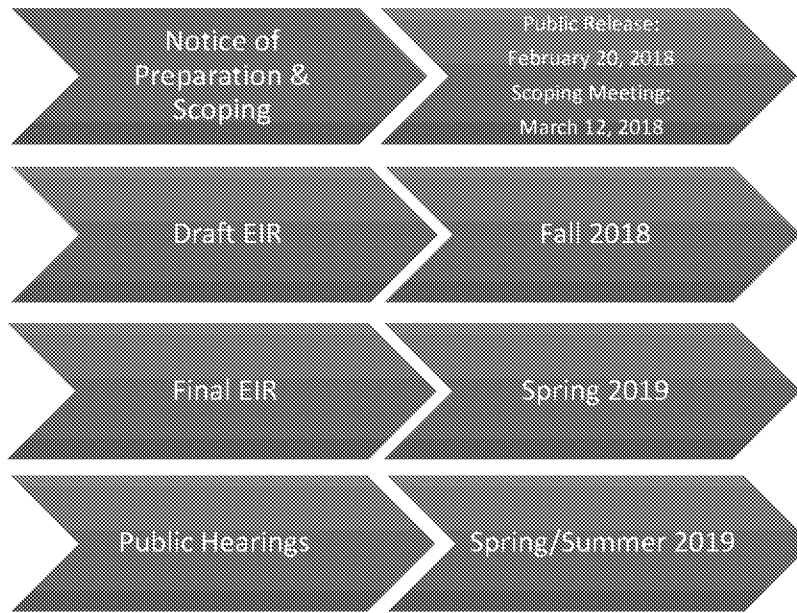 Notice of
Preparation &
Scoping
Public Release:
February 20, 2018
Scoping Meeting:
March 12, 2018
Draft EIR
Fall 2018
Final EIR
Spring 2019
Public Hearings
Spring/Summer 2019